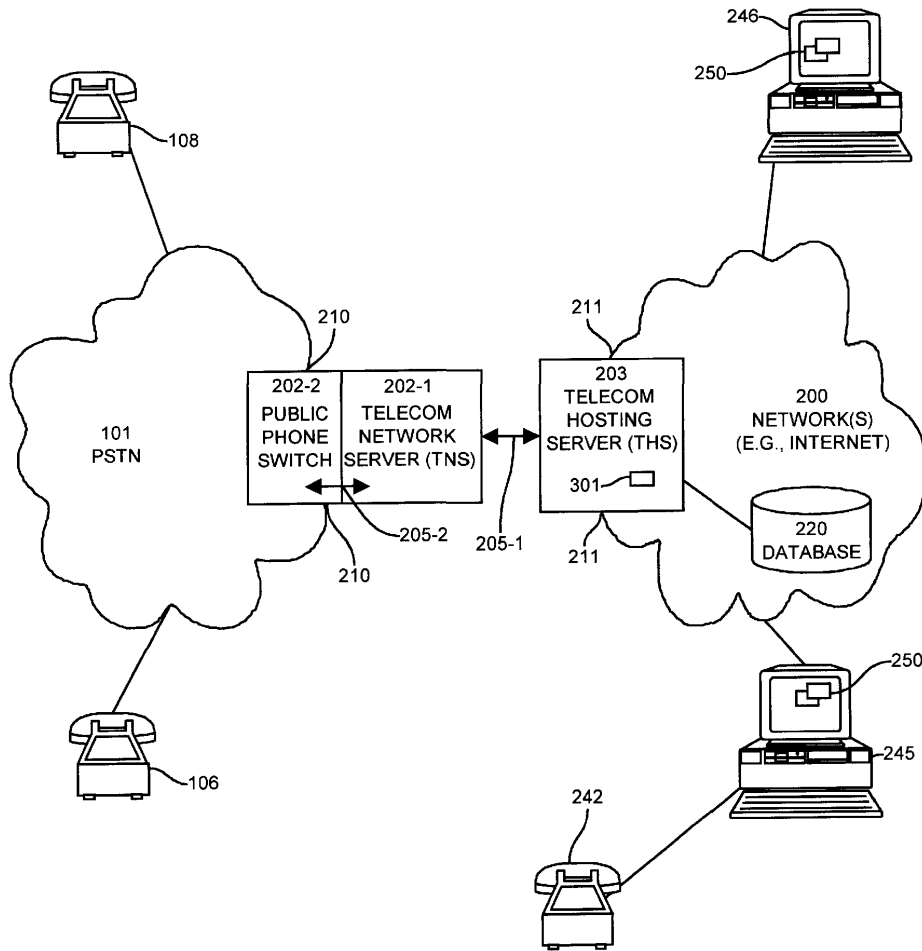 246
250
108
210
211
202-2
PUBLIC
PHONE
SWITCH
202-1
TELECOM
NETWORK
SERVER (TNS)
203
TELECOM
HOSTING
SERVER (THS)
301
101
PSTN
200
NETWORK(S)
(E.G., INTERNET)
220
DATABASE
205-2
205-1
210
211
250
245
106
242